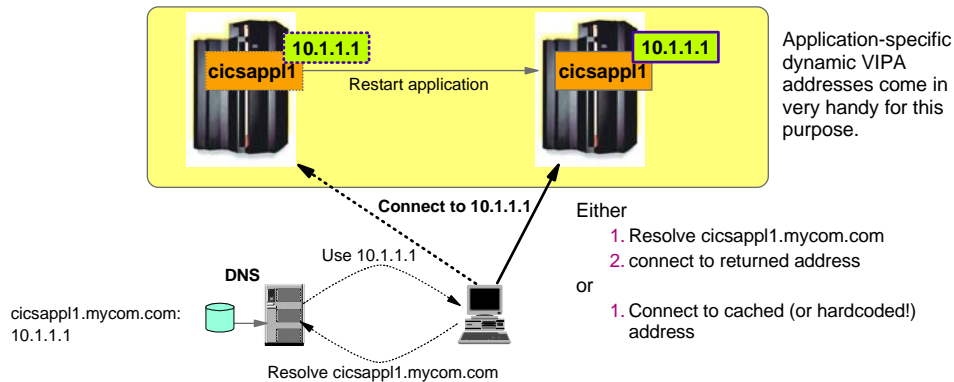 10.1.1.1
cicsappl1
Restart application
10.1.1.1
cicsappl1
Application-specific
dynamic VIPA
addresses come in
very handy for this
purpose.
Connect to 10.1.1.1
Either
1. Resolve cicsappl1.mycom.com
2. connect to returned address
or
1. Connect to cached (or hardcoded!)
address
Use 10.1.1.1
DNS
cicsappl1.mycom.com:
10.1.1.1
Resolve cicsappl1.mycom.com